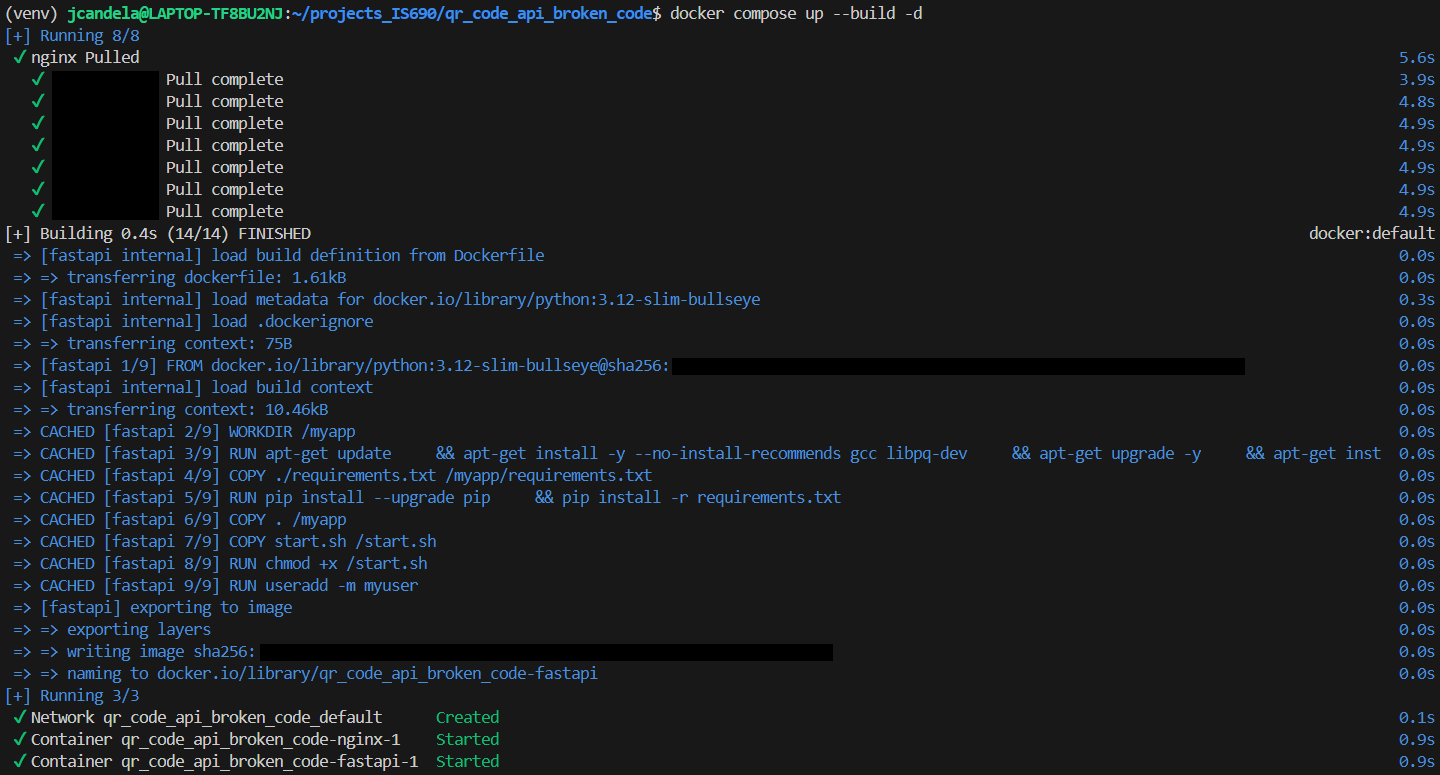 (venv) jcandela@LAPTOP-TF8BU2NJ:~/projects_IS690/qr_code_api_broken_code$ docker compose up --build -d
[+] Running 8/8
✔ nginx Pulled 5.6s
✔ Pull complete 3.9s
✔ Pull complete 4.8s
✔ Pull complete 4.9s
✔ Pull complete 4.9s
✔ Pull complete 4.9s
✔ Pull complete 4.9s
✔ Pull complete 4.9s
[+] Building 0.4s (14/14) FINISHED docker:default
=> [fastapi internal] load build definition from Dockerfile 0.0s
=> => transferring dockerfile: 1.61kB 0.0s
=> [fastapi internal] load metadata for docker.io/library/python:3.12-slim-bullseye 0.3s
=> [fastapi internal] load .dockerignore 0.0s
=> => transferring context: 75B 0.0s
=> [fastapi 1/9] FROM docker.io/library/python:3.12-slim-bullseye@sha256: 0.0s
=> [fastapi internal] load build context 0.0s
=> => transferring context: 10.46kB 0.0s
=> CACHED [fastapi 2/9] WORKDIR /myapp 0.0s
=> CACHED [fastapi 3/9] RUN apt-get update && apt-get install -y --no-install-recommends gcc libpq-dev && apt-get upgrade -y && apt-get inst 0.0s
=> CACHED [fastapi 4/9] COPY ./requirements.txt /myapp/requirements.txt 0.0s
=> CACHED [fastapi 5/9] RUN pip install --upgrade pip && pip install -r requirements.txt 0.0s
=> CACHED [fastapi 6/9] COPY . /myapp 0.0s
=> CACHED [fastapi 7/9] COPY start.sh /start.sh 0.0s
=> CACHED [fastapi 8/9] RUN chmod +x /start.sh 0.0s
=> CACHED [fastapi 9/9] RUN useradd -m myuser 0.0s
=> [fastapi] exporting to image 0.0s
=> => exporting layers 0.0s
=> => writing image sha256: 0.0s
=> => naming to docker.io/library/qr_code_api_broken_code-fastapi 0.0s
[+] Running 3/3
✔ Network qr_code_api_broken_code_default Created 0.1s
✔ Container qr_code_api_broken_code-nginx-1 Started 0.9s
✔ Container qr_code_api_broken_code-fastapi-1 Started 0.9s